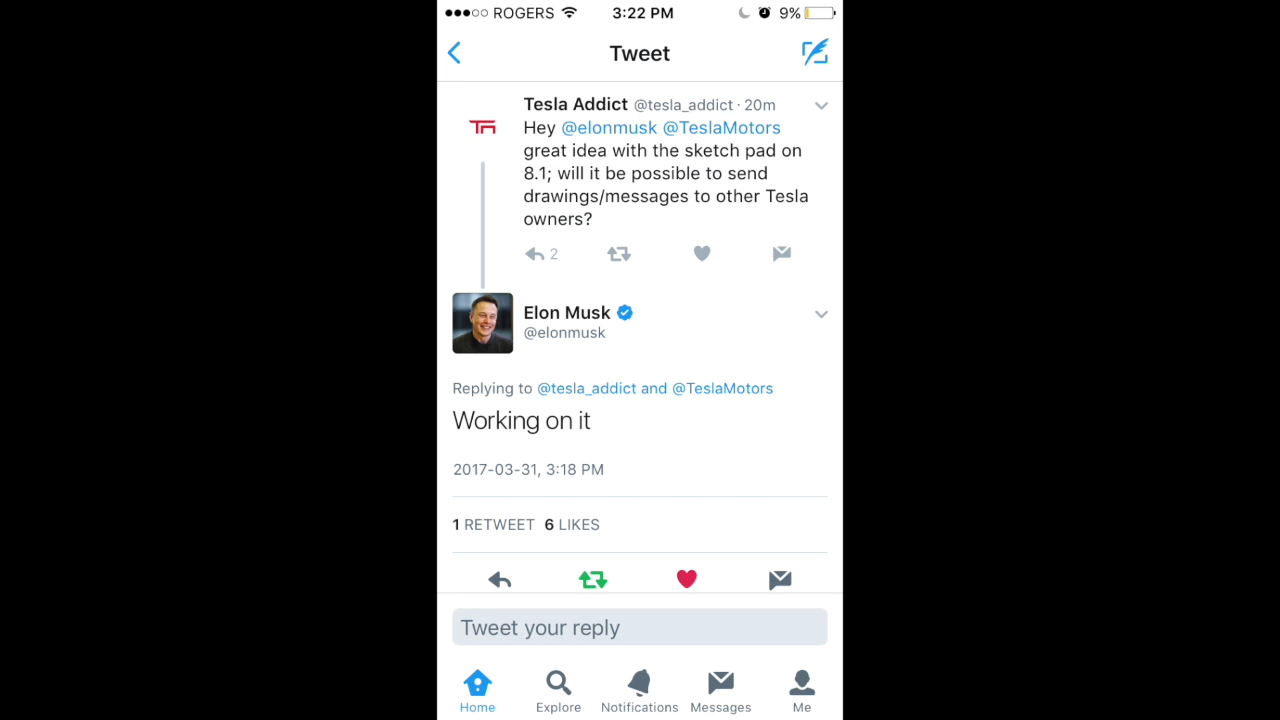 ROGERS 3:22 PM 9%
Tweet
Tesla Addict @tesla_addict · 20m
Hey @elonmusk @TeslaMotors
great idea with the sketch pad on
8.1; will it be possible to send
drawings/messages to other Tesla
owners?
2
Elon Musk
@elonmusk
Replying to @tesla_addict and @TeslaMotors
Working on it
2017-03-31, 3:18 PM
1 RETWEET 6 LIKES
Tweet your reply
Home Explore Notifications Messages Me